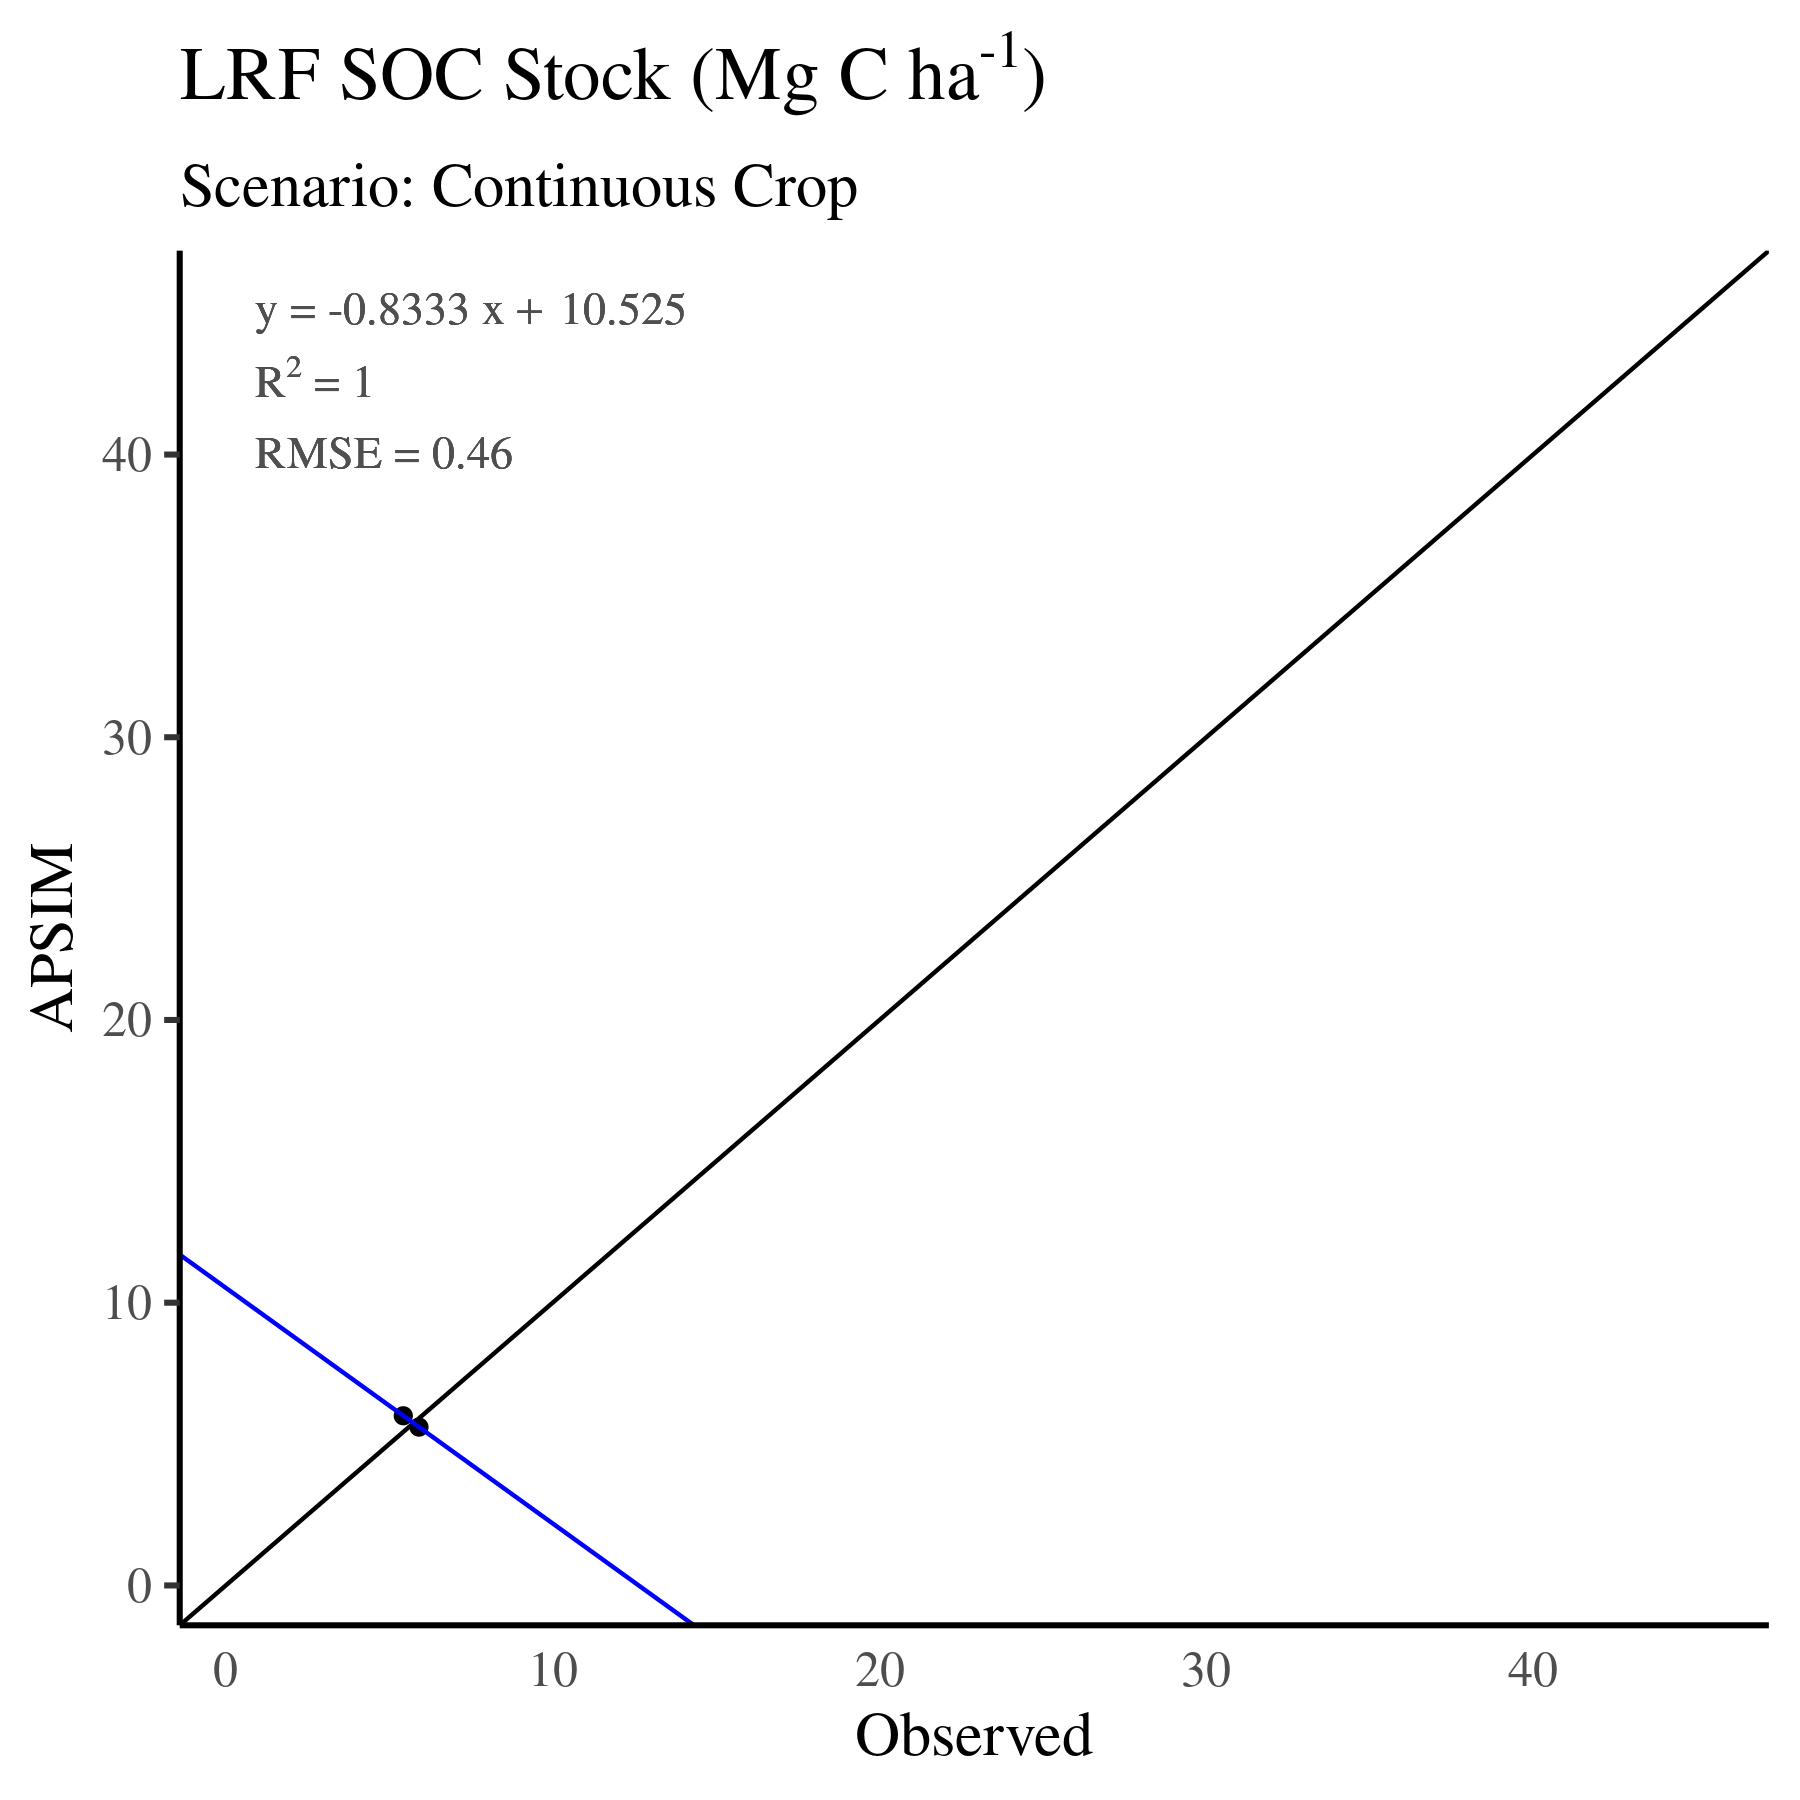 LRF SOC Stock (Mg C ha⁻¹)
Scenario: Continuous Crop
y = -0.8333 x + 10.525
R² = 1
RMSE = 0.46
40
30
20
10
0
APSIM
0 10 20 30 40
Observed